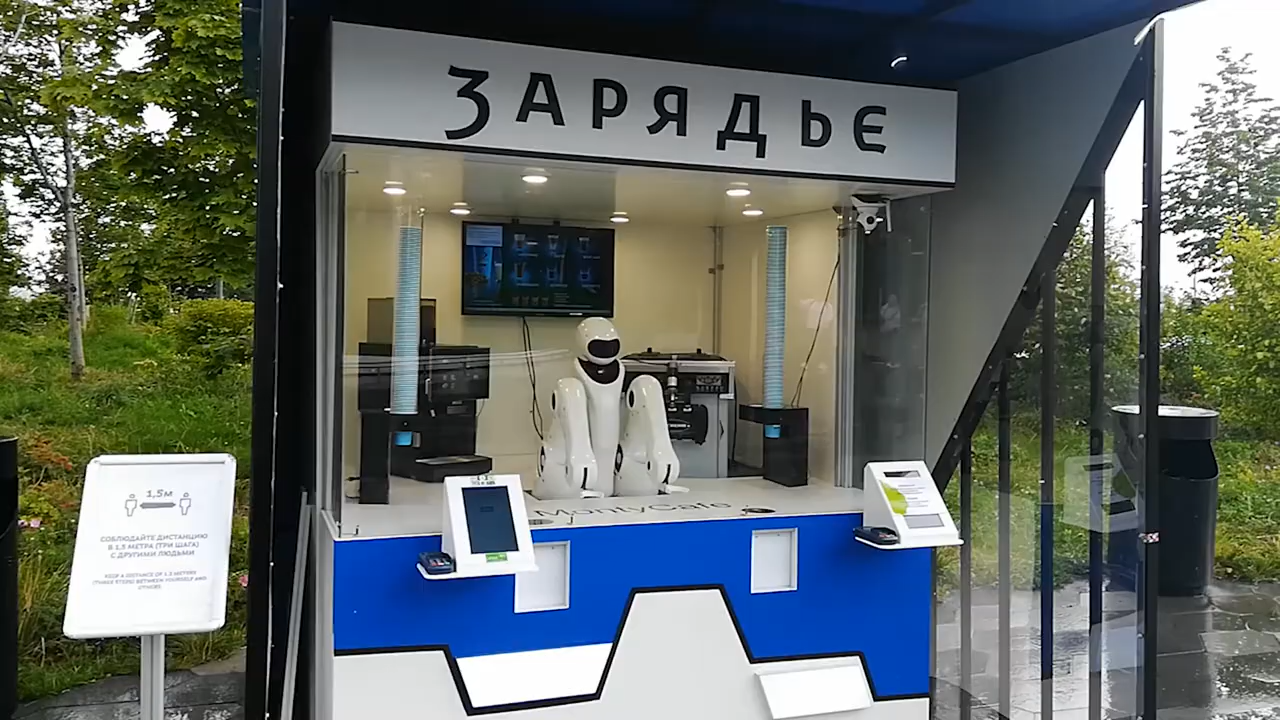 ЗАРЯДЬЕ
1,5м
СОБЛЮДАЙТЕ ДИСТАНЦИЮ
В 1,5 МЕТРА (ТРИ ШАГА)
С ДРУГИМИ ЛЮДЬМИ
KEEP A DISTANCE OF 1.5 METERS
(THREE STEPS) BETWEEN YOURSELF AND
OTHERS
MontyCafe